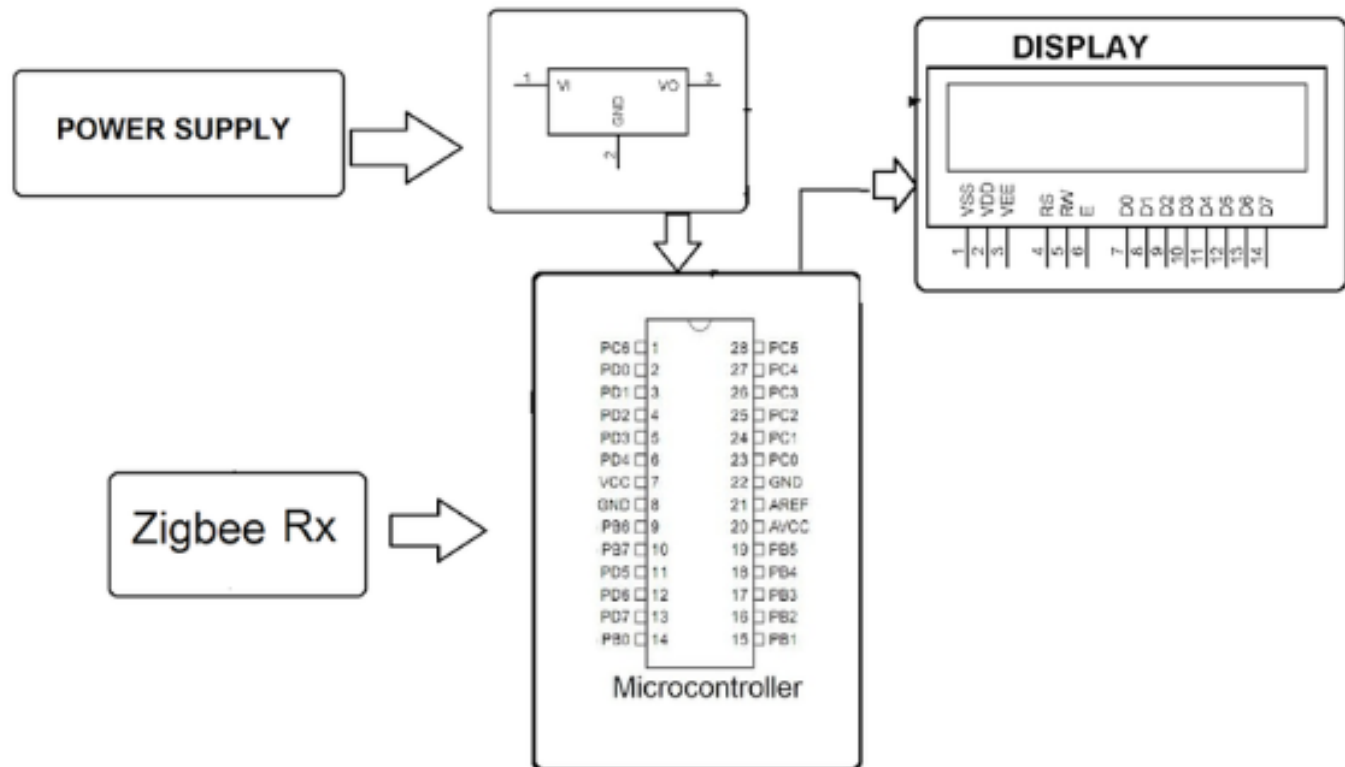 DISPLAY
POWER SUPPLY
1 VI VO 3
GND
2
VSS VDD VEE RS RW E D0 D1 D2 D3 D4 D5 D6 D7
1 2 3 4 5 6 7 8 9 10 11 12 13 14
PC6 1 28 PC5
PD0 2 27 PC4
PD1 3 26 PC3
PD2 4 25 PC2
PD3 5 24 PC1
PD4 6 23 PC0
VCC 7 22 GND
GND 8 21 AREF
PB6 9 20 AVCC
PB7 10 19 PB5
PD5 11 18 PB4
PD6 12 17 PB3
PD7 13 16 PB2
PB0 14 15 PB1
Microcontroller
Zigbee Rx